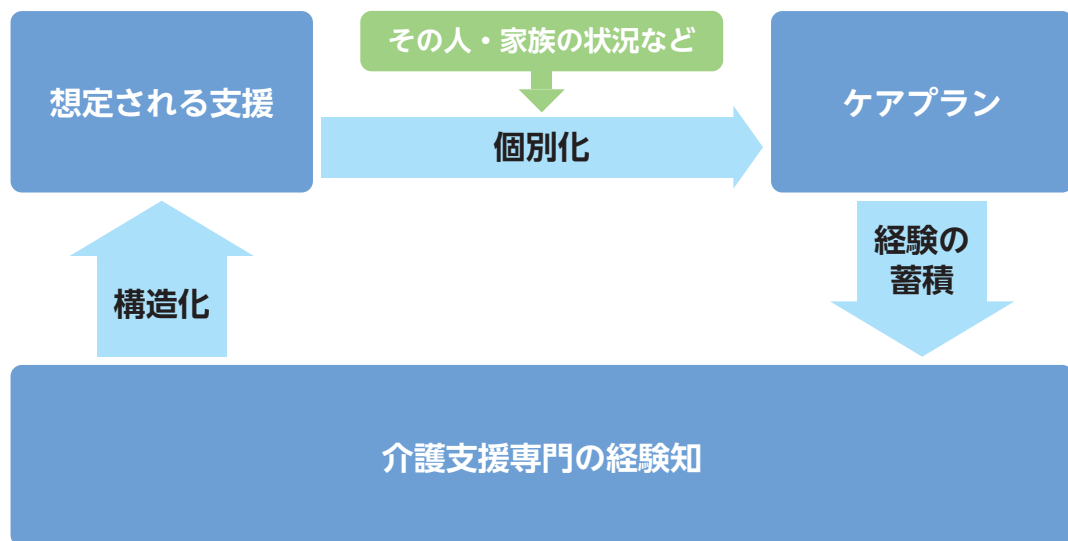 その人・家族の状況など
想定される支援
個別化
ケアプラン
構造化
経験の
蓄積
介護支援専門の経験知